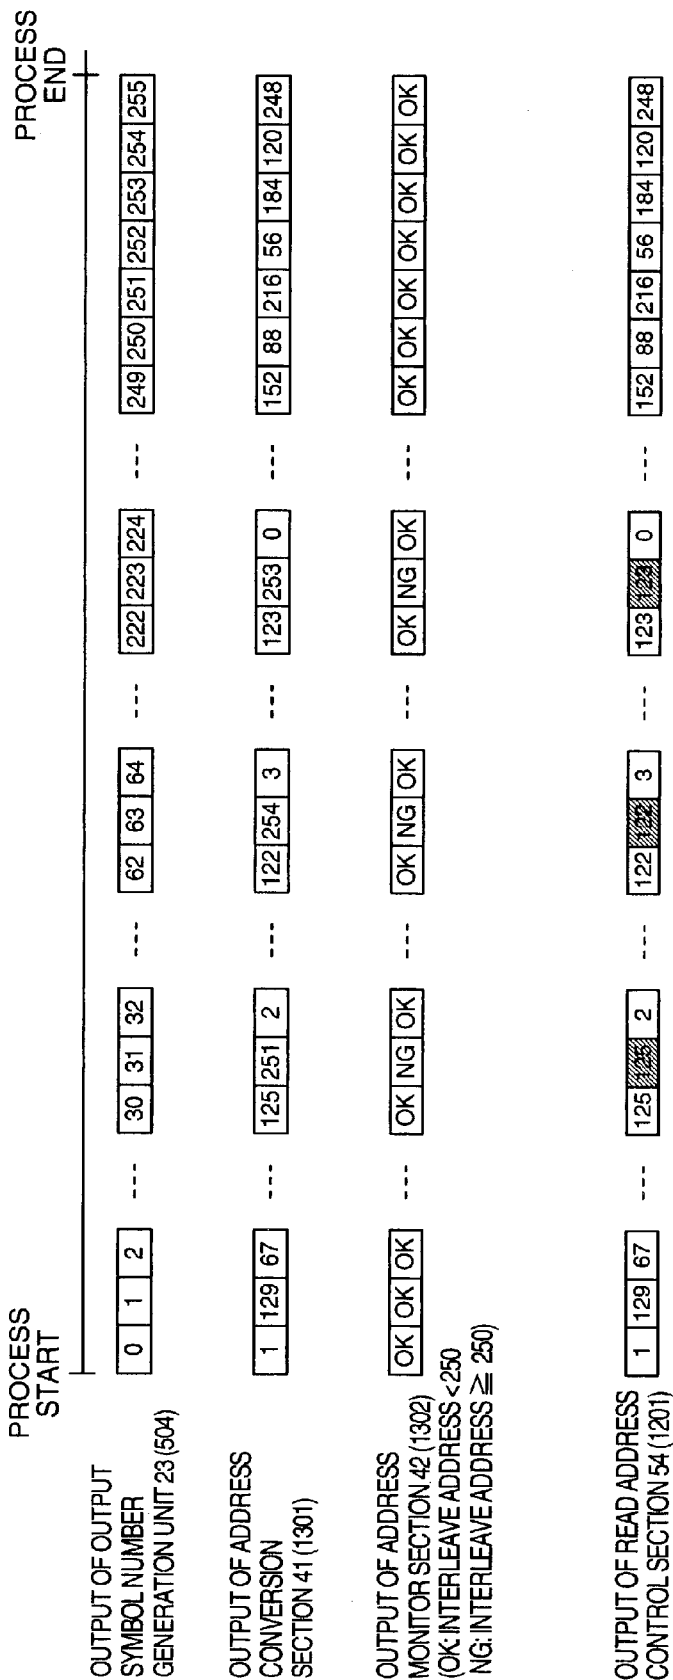 PROCESS
START
PROCESS
END
OUTPUT OF OUTPUT
SYMBOL NUMBER
GENERATION UNIT 23 (504)
0 1 2 --- 30 31 32 --- 62 63 64 --- 222 223 224 --- 249 250 251 252 253 254 255
OUTPUT OF ADDRESS
CONVERSION
SECTION 41 (1301)
1 129 67 --- 125 251 2 --- 122 254 3 --- 123 253 0 --- 152 88 216 56 184 120 248
OUTPUT OF ADDRESS
MONITOR SECTION 42 (1302)
(OK: INTERLEAVE ADDRESS <250
NG: INTERLEAVE ADDRESS ≧ 250)
OK OK OK --- OK NG OK --- OK NG OK --- OK NG OK --- OK OK OK OK OK OK OK
OUTPUT OF READ ADDRESS
CONTROL SECTION 54 (1201)
1 129 67 --- 125 125 2 --- 122 122 3 --- 123 123 0 --- 152 88 216 56 184 120 248